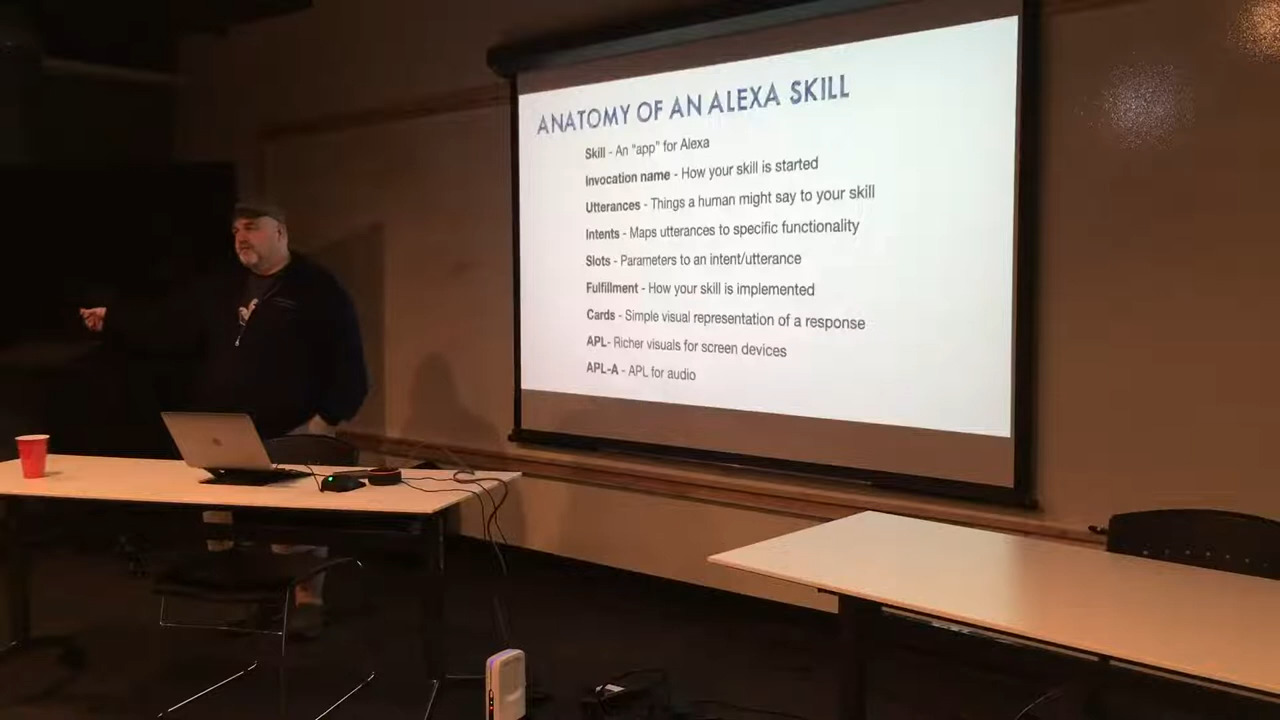 ANATOMY OF AN ALEXA SKILL
Skill - An "app" for Alexa
Invocation name - How your skill is started
Utterances - Things a human might say to your skill
Intents - Maps utterances to specific functionality
Slots - Parameters to an intent/utterance
Fulfillment - How your skill is implemented
Cards - Simple visual representation of a response
APL- Richer visuals for screen devices
APL-A - APL for audio